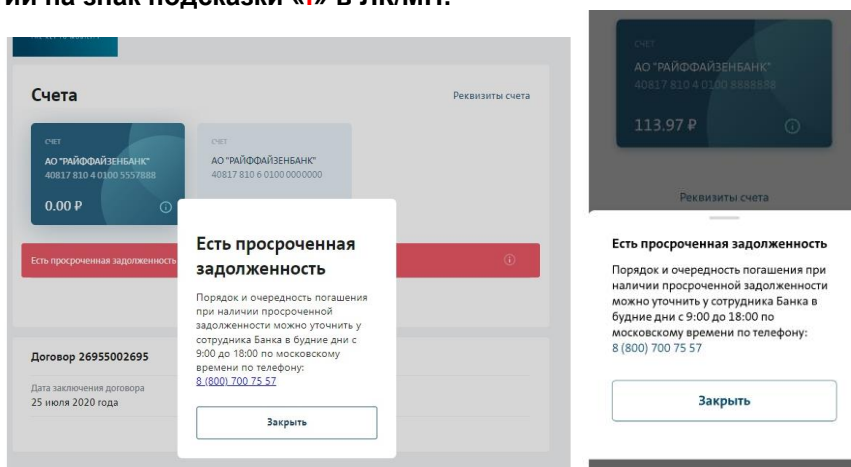 на знак подсказки «i» в ЛК/МП.
Счета
Реквизиты счета
СЧЕТ
АО "РАЙФФАЙЗЕНБАНК"
40817 810 4 0100 5557888
0.00 ₽
СЧЕТ
АО "РАЙФФАЙЗЕНБАНК"
40817 810 6 0100 0000000
Есть просроченная задолженность
Есть просроченная
задолженность
Порядок и очередность погашения
при наличии просроченной
задолженности можно уточнить у
сотрудника Банка в будние дни с
9:00 до 18:00 по московскому
времени по телефону:
8 (800) 700 75 57
Закрыть
Договор 26955002695
Дата заключения договора
25 июля 2020 года
СЧЕТ
АО "РАЙФФАЙЗЕНБАНК"
40817 810 4 0100 8888888
113.97 ₽
Реквизиты счета
Есть просроченная задолженность
Порядок и очередность погашения при
наличии просроченной задолженности
можно уточнить у сотрудника Банка в
будние дни с 9:00 до 18:00 по
московскому времени по телефону:
8 (800) 700 75 57
Закрыть